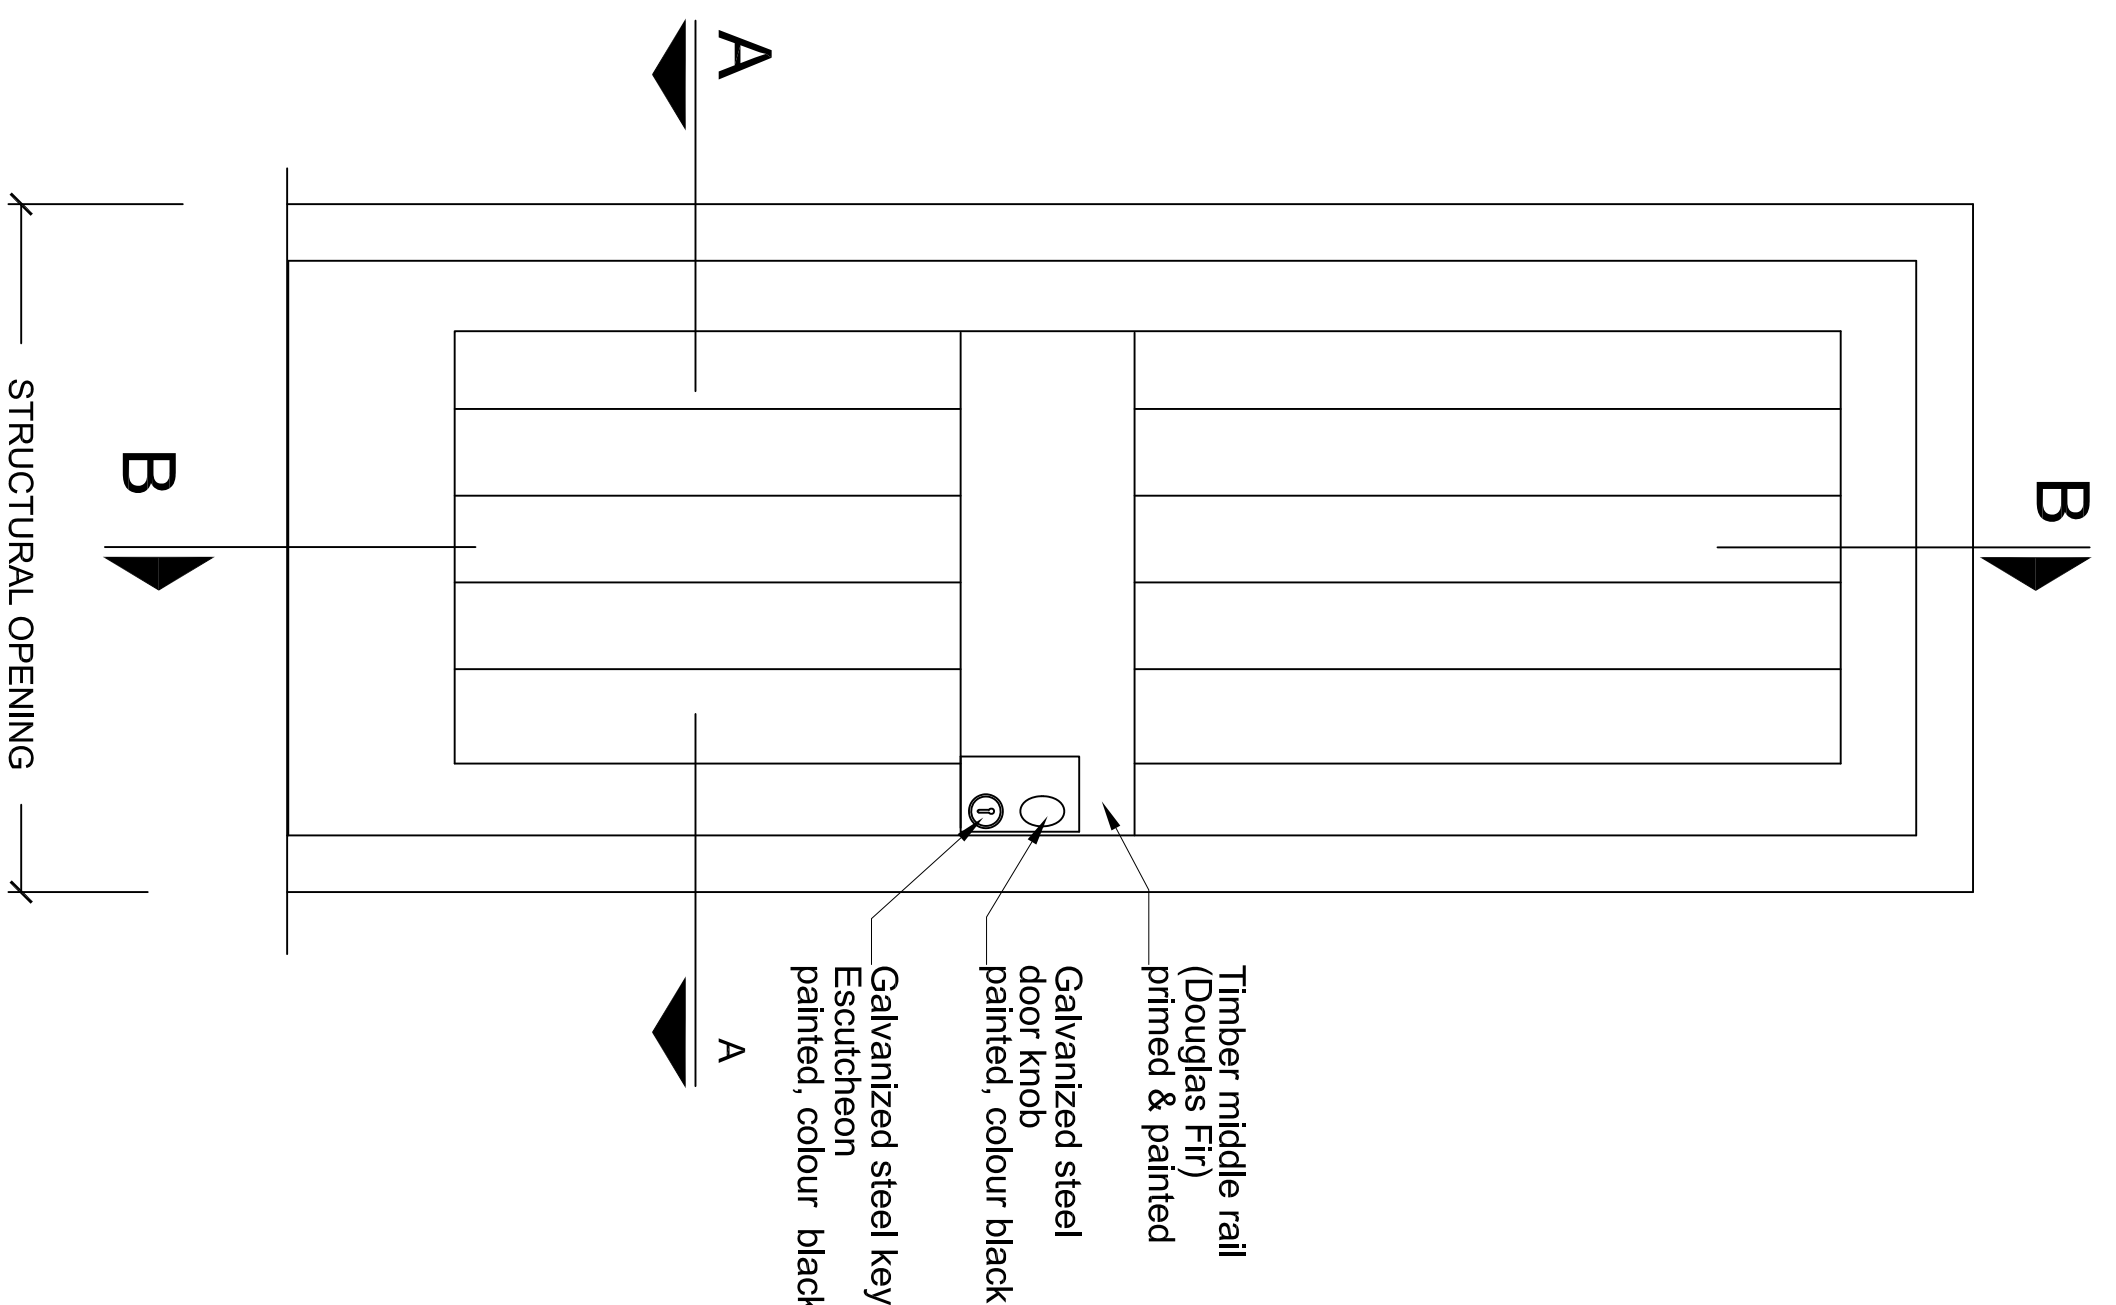 B
Timber middle rail
(Douglas Fir)
primed & painted
Galvanized steel
door knob
painted, colour black
Galvanized steel key
Escutcheon
painted, colour black
A
A
B
STRUCTURAL OPENING